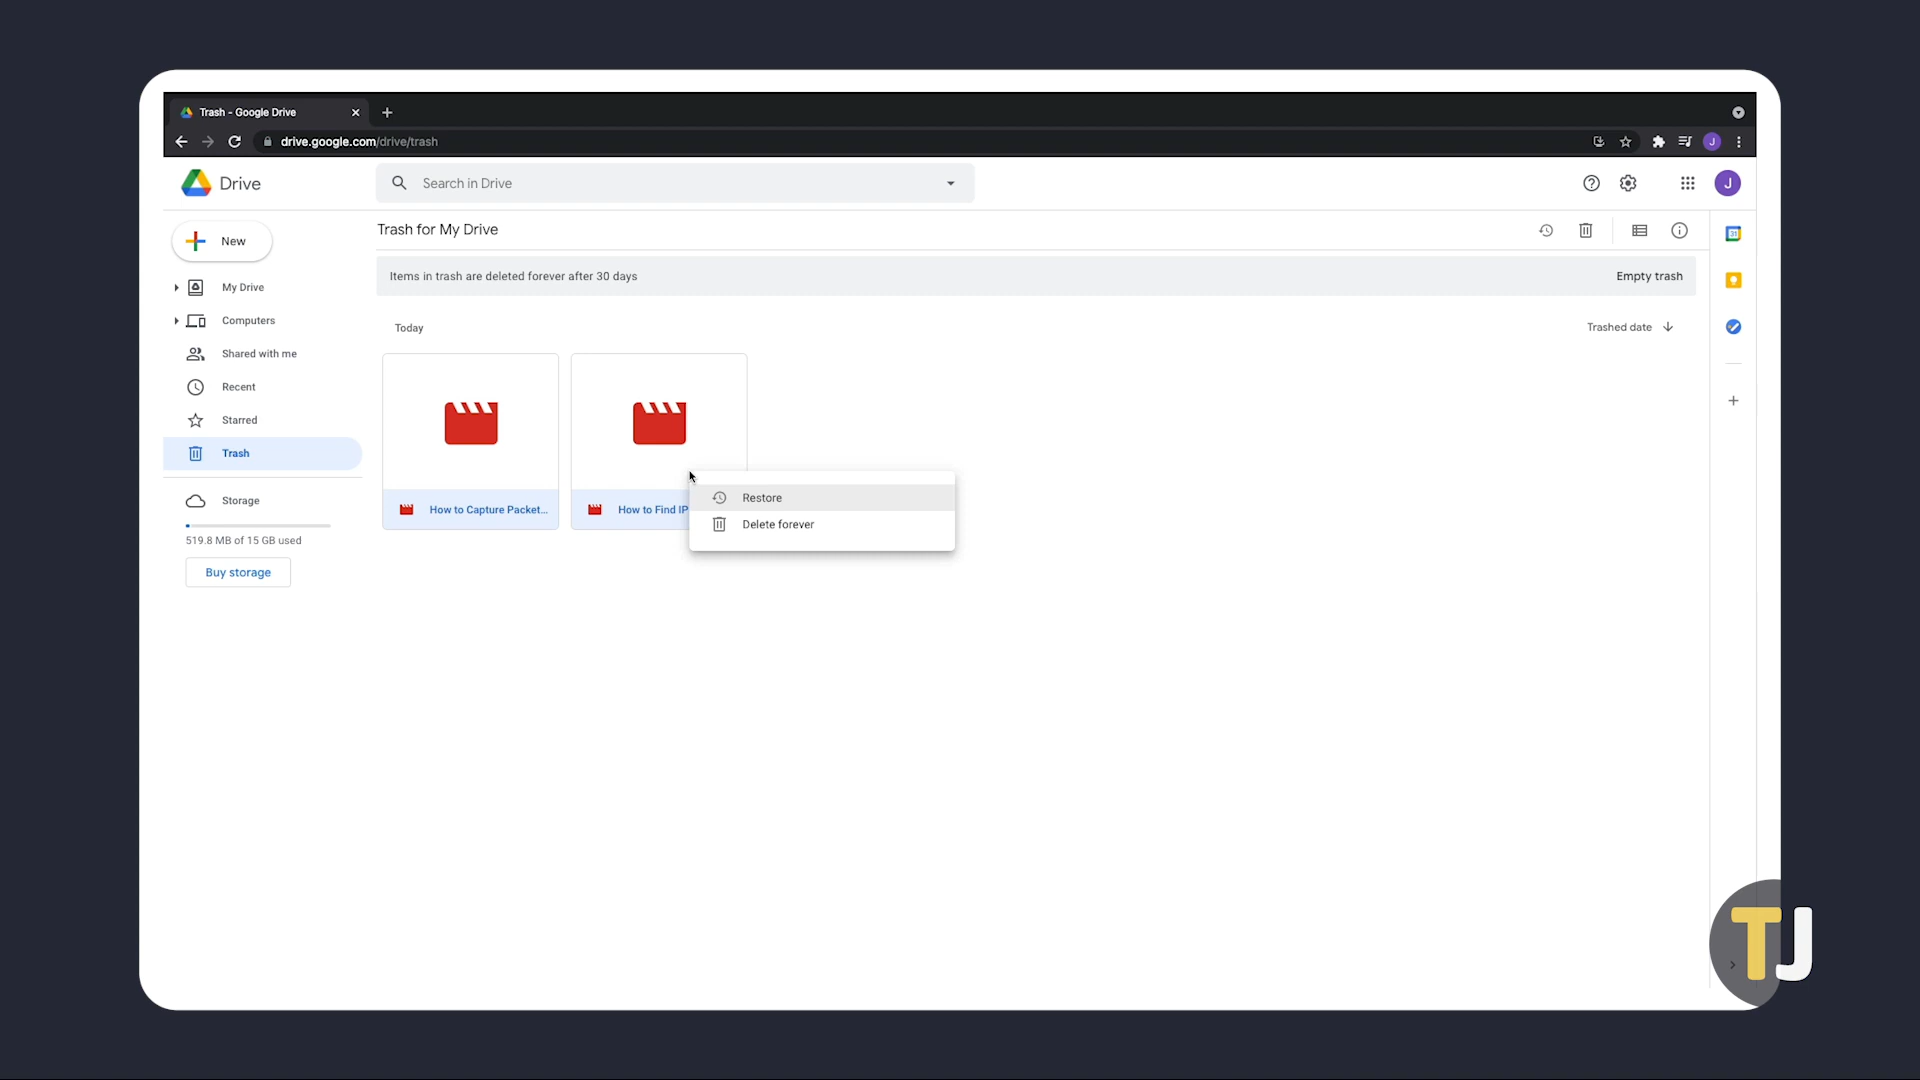 Trash - Google Drive
drive.google.com/drive/trash
J
Drive
Search in Drive
J
New
Trash for My Drive
31
Items in trash are deleted forever after 30 days
Empty trash
My Drive
Computers
Shared with me
Recent
Starred
Trash
Storage
519.8 MB of 15 GB used
Buy storage
Today
Trashed date
How to Capture Packet...
How to Find IP
Restore
Delete forever
TJ